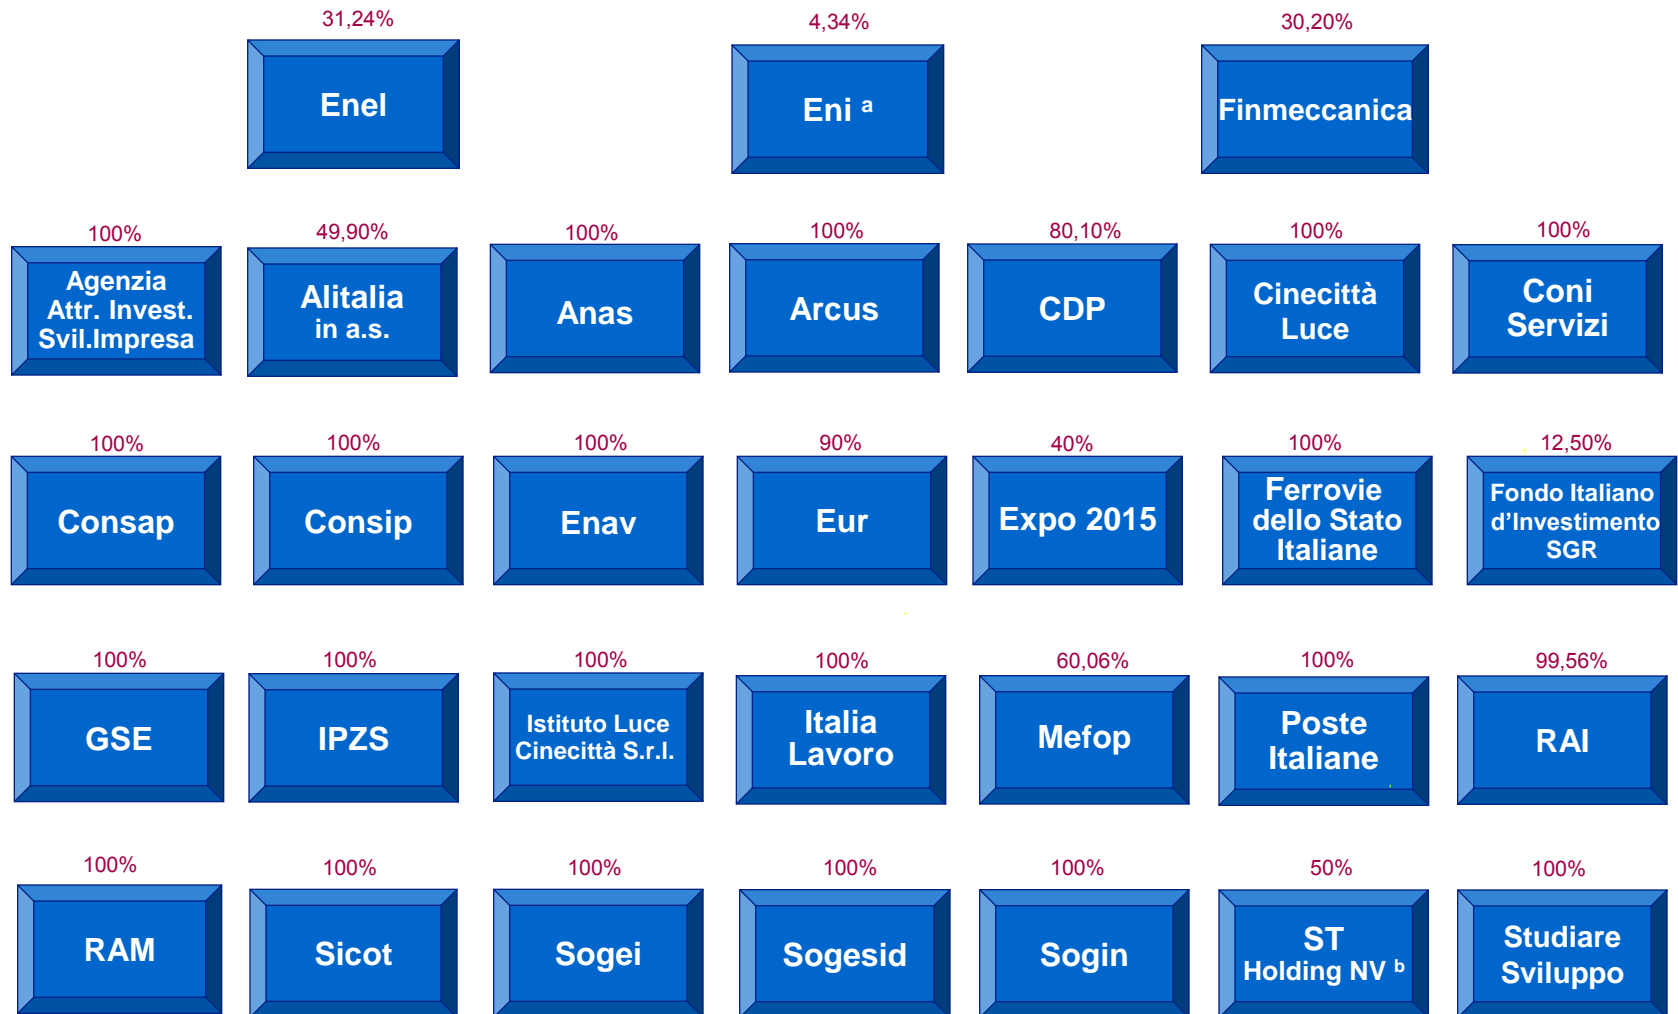 31,24%
4,34%
30,20%
Enel
Eni a
Finmeccanica
100%
49,90%
100%
100%
80,10%
100%
100%
Agenzia
Attr. Invest.
Svil.Impresa
Alitalia
in a.s.
Anas
Arcus
CDP
Cinecittà
Luce
Coni
Servizi
100%
100%
100%
90%
40%
100%
12,50%
Consap
Consip
Enav
Eur
Expo 2015
Ferrovie
dello Stato
Italiane
Fondo Italiano
d’Investimento
SGR
100%
100%
100%
100%
60,06%
100%
99,56%
GSE
IPZS
Istituto Luce
Cinecittà S.r.l.
Italia
Lavoro
Mefop
Poste
Italiane
RAI
100%
100%
100%
100%
100%
50%
100%
RAM
Sicot
Sogei
Sogesid
Sogin
ST
Holding NV b
Studiare
Sviluppo